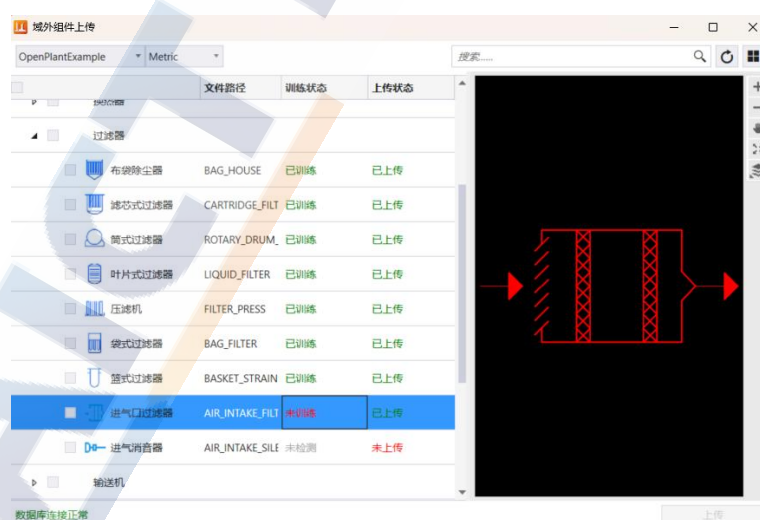 域外组件上传
OpenPlantExample Metric 搜索......
文件路径 训练状态 上传状态
换热器
过滤器
布袋除尘器 BAG_HOUSE 已训练 已上传
滤芯式过滤器 CARTRIDGE_FILT 已训练 已上传
筒式过滤器 ROTARY_DRUM_ 已训练 已上传
叶片式过滤器 LIQUID_FILTER 已训练 已上传
压滤机 FILTER_PRESS 已训练 已上传
袋式过滤器 BAG_FILTER 已训练 已上传
篮式过滤器 BASKET_STRAIN 已训练 已上传
进气口过滤器 AIR_INTAKE_FILT 未训练 已上传
进气消音器 AIR_INTAKE_SILE 未检测 未上传
输送机
数据库连接正常 上传